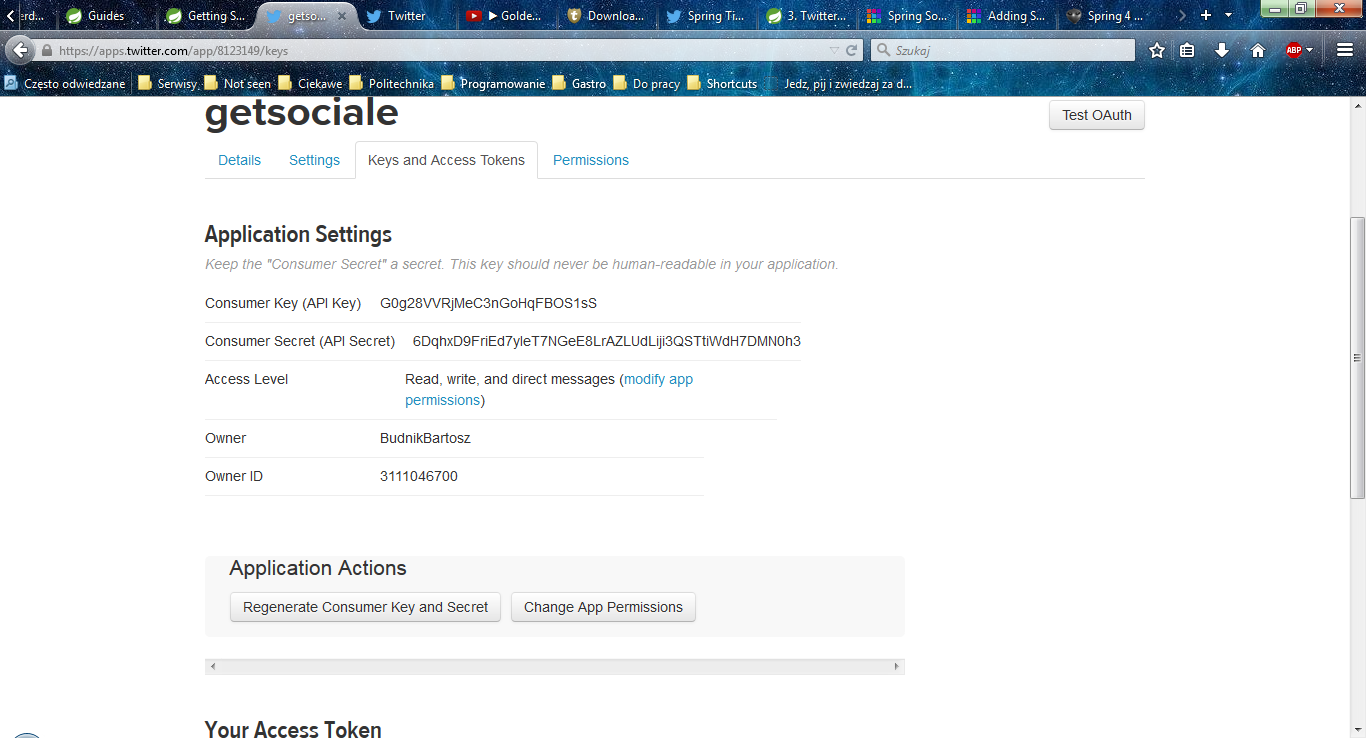 erd...
Guides
Getting S...
getso...
Twitter
Golde...
Downloa...
Spring Ti...
3. Twitter...
Spring So...
Adding S...
Spring 4 ...
https://apps.twitter.com/app/8123149/keys
Szukaj
ABP
Często odwiedzane
Serwisy,
Not seen
Ciekawe
Politechnika
Programowanie
Gastro
Do pracy
Shortcuts
Jedz, pij i zwiedzaj za d...
getsociale
Test OAuth
Details
Settings
Keys and Access Tokens
Permissions
Application Settings
Keep the "Consumer Secret" a secret. This key should never be human-readable in your application.
Consumer Key (API Key) G0g28VVRjMeC3nGoHqFBOS1sS
Consumer Secret (API Secret) 6DqhxD9FriEd7yleT7NGeE8LrAZLUdLiji3QSTtiWdH7DMN0h3
Access Level Read, write, and direct messages (modify app
permissions)
Owner BudnikBartosz
Owner ID 3111046700
Application Actions
Regenerate Consumer Key and Secret
Change App Permissions
Your Access Token